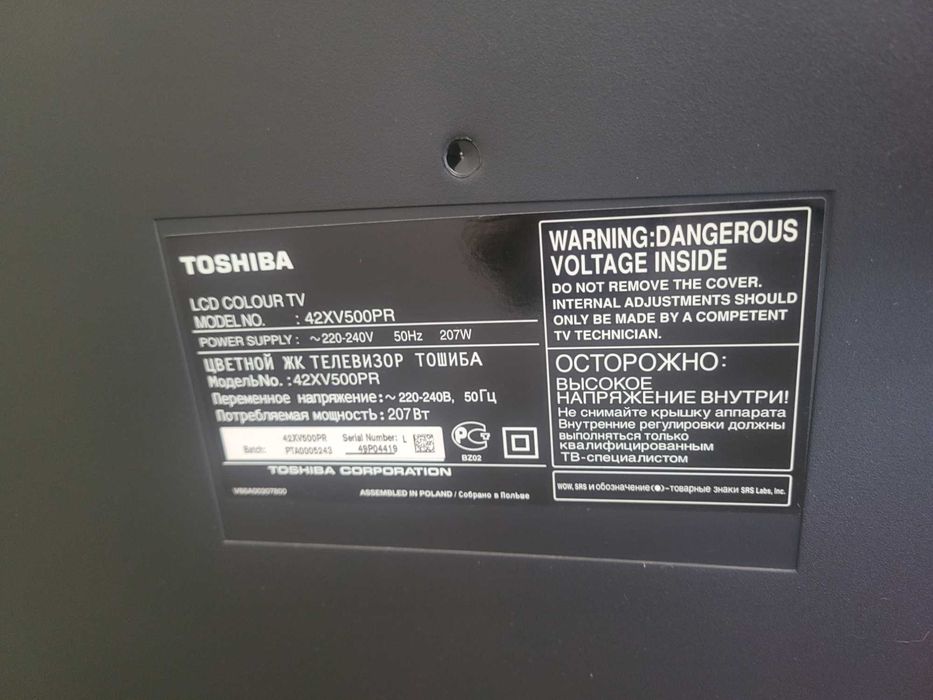 TOSHIBA
LCD COLOUR TV
MODEL NO. : 42XV500PR
POWER SUPPLY : ~220-240V 50Hz 207W
ЦВЕТНОЙ ЖК ТЕЛЕВИЗОР ТОШИБА
МодельNo. : 42XV500PR
Переменное напряжение: ~ 220-240В, 50Гц
Потребляемая мощность: 207Вт
42XV500PR Serial Number: L
Batch: PTA0005243 49P04419
BZ02
TOSHIBA CORPORATION
ASSEMBLED IN POLAND / Собрано в Польше
WARNING:DANGEROUS
VOLTAGE INSIDE
DO NOT REMOVE THE COVER.
INTERNAL ADJUSTMENTS SHOULD
ONLY BE MADE BY A COMPETENT
TV TECHNICIAN.
ОСТОРОЖНО:
ВЫСОКОЕ
НАПРЯЖЕНИЕ ВНУТРИ!
Не снимайте крышку аппарата
Внутренние регулировки должны
выполняться только
квалифицированным
ТВ-специалистом
WOW, SRS и обозначение (●)-товарные знаки SRS Labs, Inc.